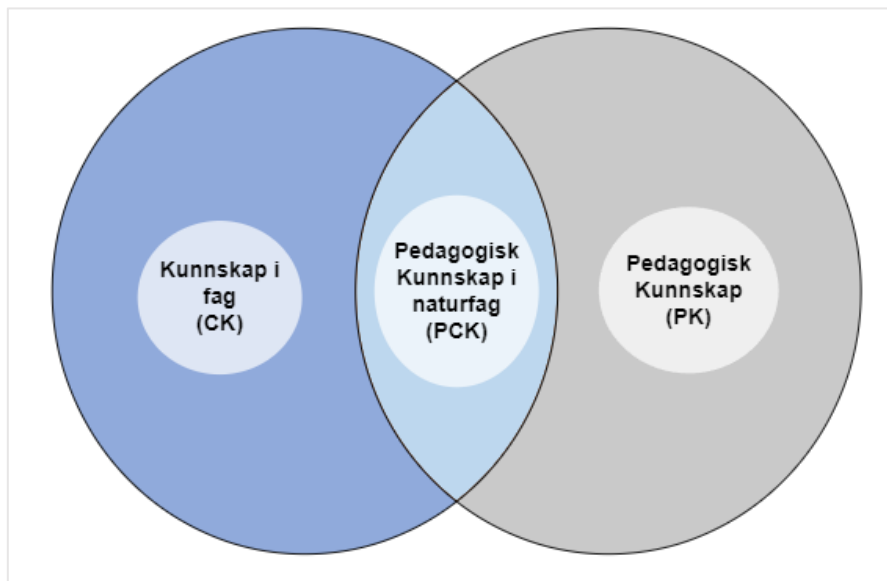 Kunnskap i
fag
(CK)
Pedagogisk
Kunnskap i
naturfag
(PCK)
Pedagogisk
Kunnskap
(PK)